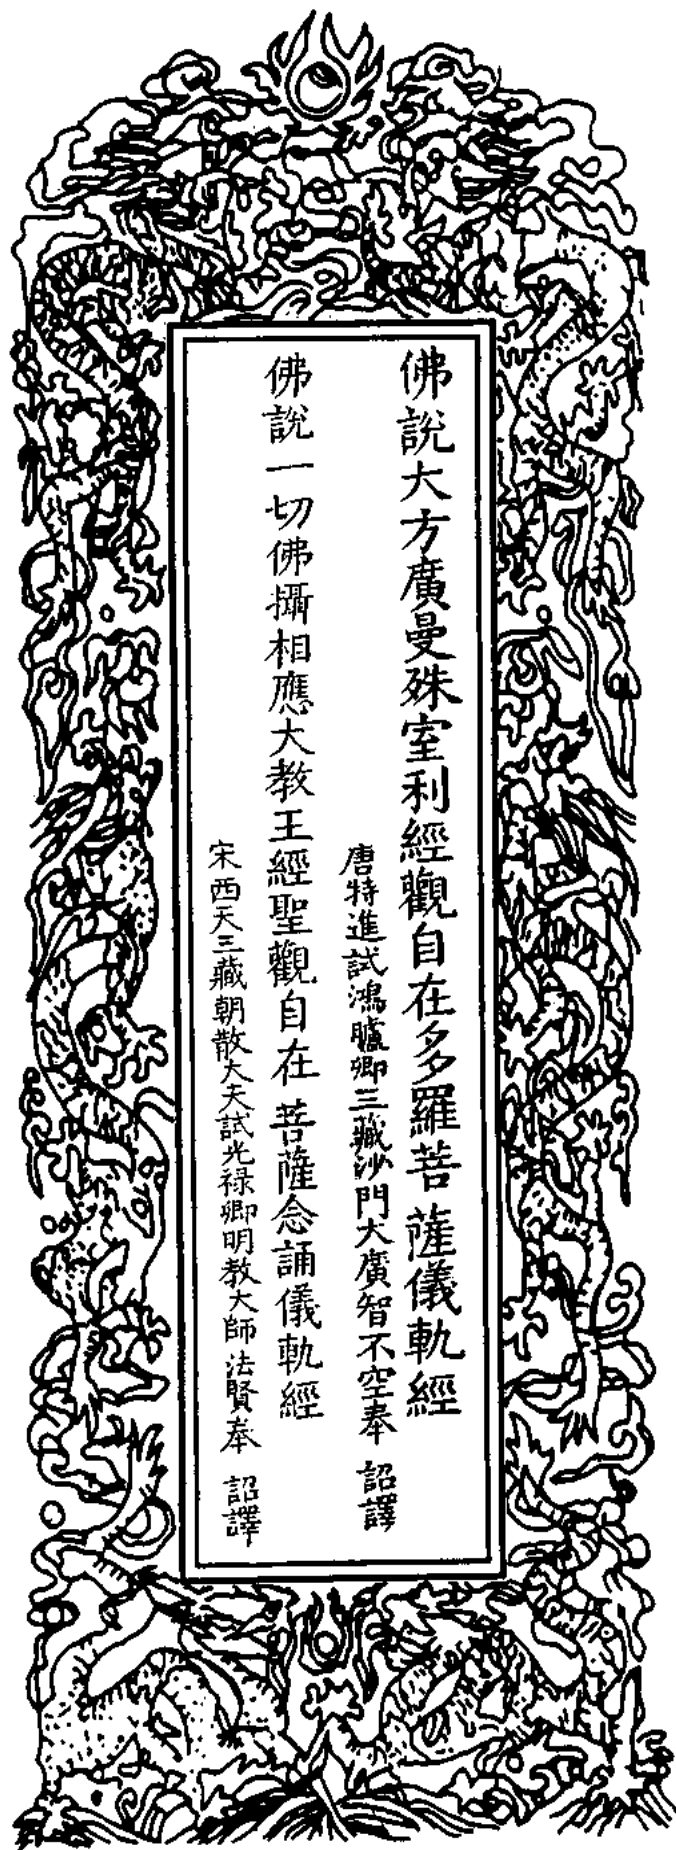 佛說大方廣曼殊室利經觀自在多羅菩薩儀軌經
唐特進試鴻臚卿三藏沙門大廣智不空奉 詔譯
佛說一切佛攝相應大教王經聖觀自在菩薩念誦儀軌經
宋西天三藏朝散大夫試光祿卿明教大師法賢奉 詔譯